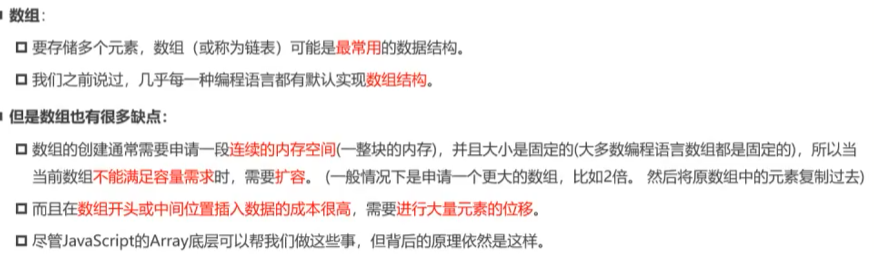 数组：
要存储多个元素，数组（或称为链表）可能是最常用的数据结构。
我们之前说过，几乎每一种编程语言都有默认实现数组结构。
但是数组也有很多缺点：
数组的创建通常需要申请一段连续的内存空间(一整块的内存)，并且大小是固定的(大多数编程语言数组都是固定的)，所以当
当前数组不能满足容量需求时，需要扩容。 (一般情况下是申请一个更大的数组，比如2倍。 然后将原数组中的元素复制过去)
而且在数组开头或中间位置插入数据的成本很高，需要进行大量元素的位移。
尽管JavaScript的Array底层可以帮我们做这些事，但背后的原理依然是这样。